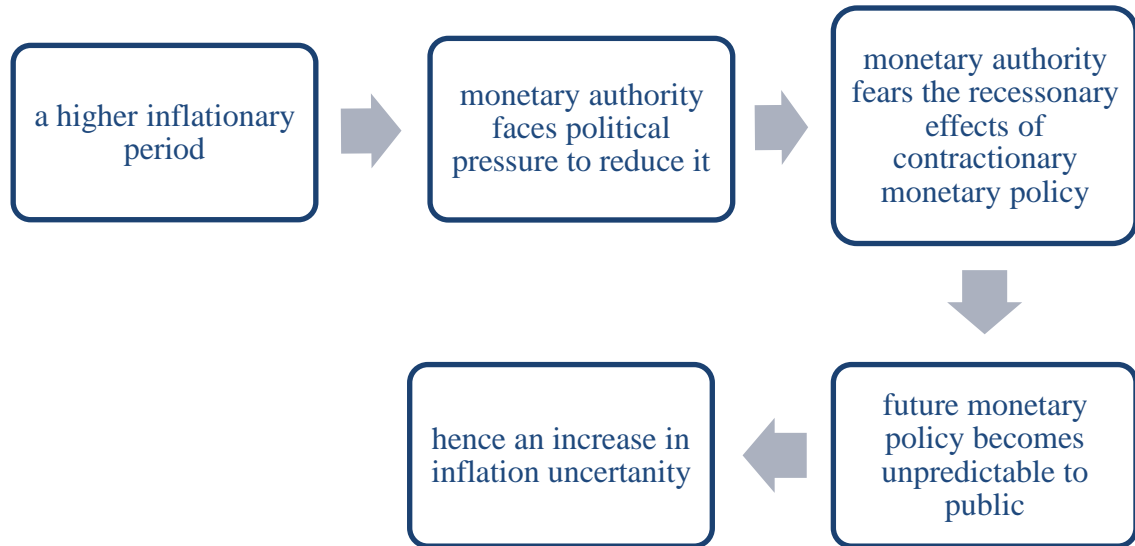 a higher inflationary
period
monetary authority
faces political
pressure to reduce it
monetary authority
fears the recessonary
effects of
contractionary
monetary policy
future monetary
policy becomes
unpredictable to
public
hence an increase in
inflation uncertanity